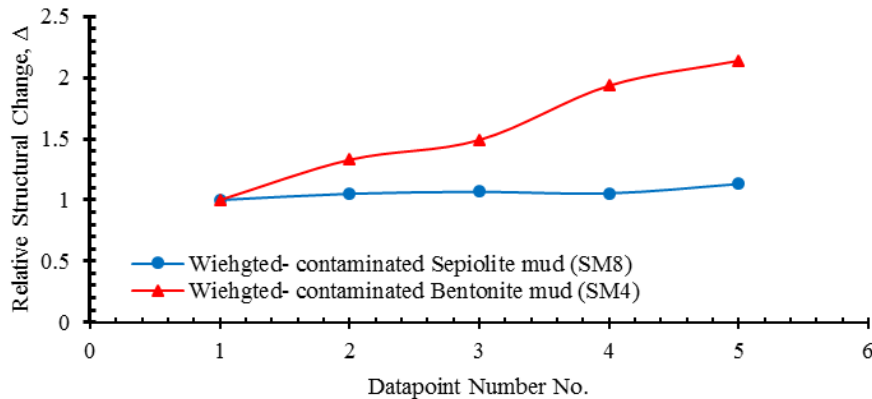 Relative Structural Change, Δ
2.5
2
1.5
1
0.5
0
Wiehgted- contaminated Sepiolite mud (SM8)
Wiehgted- contaminated Bentonite mud (SM4)
0 1 2 3 4 5 6
Datapoint Number No.